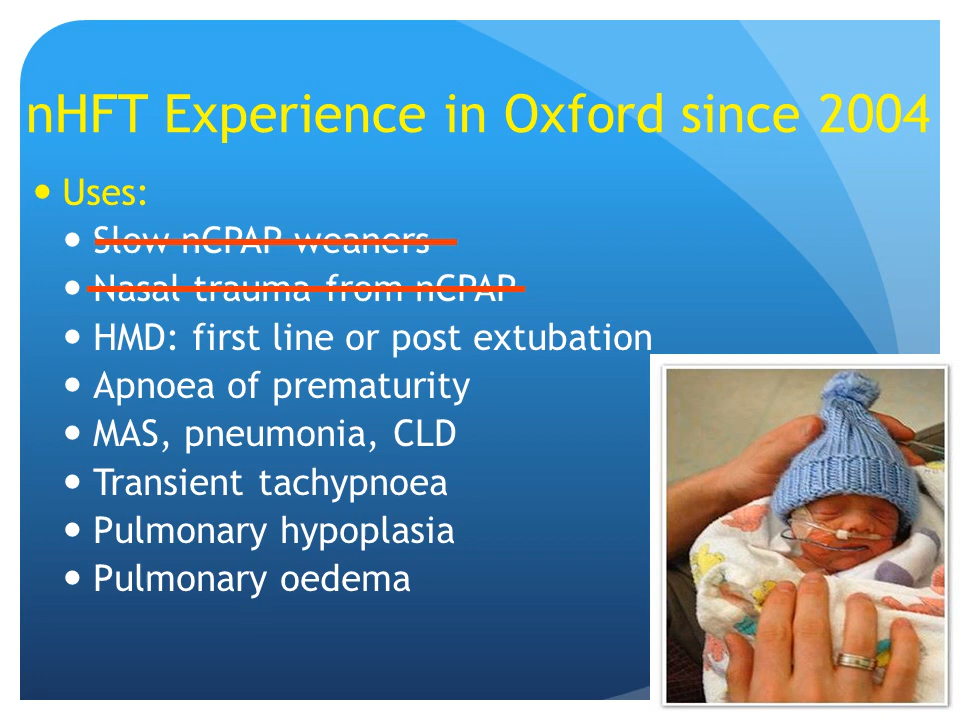 nHFT Experience in Oxford since 2004
Uses:
Slow nCPAP weaners
Nasal trauma from nCPAP
HMD: first line or post extubation
Apnoea of prematurity
MAS, pneumonia, CLD
Transient tachypnoea
Pulmonary hypoplasia
Pulmonary oedema